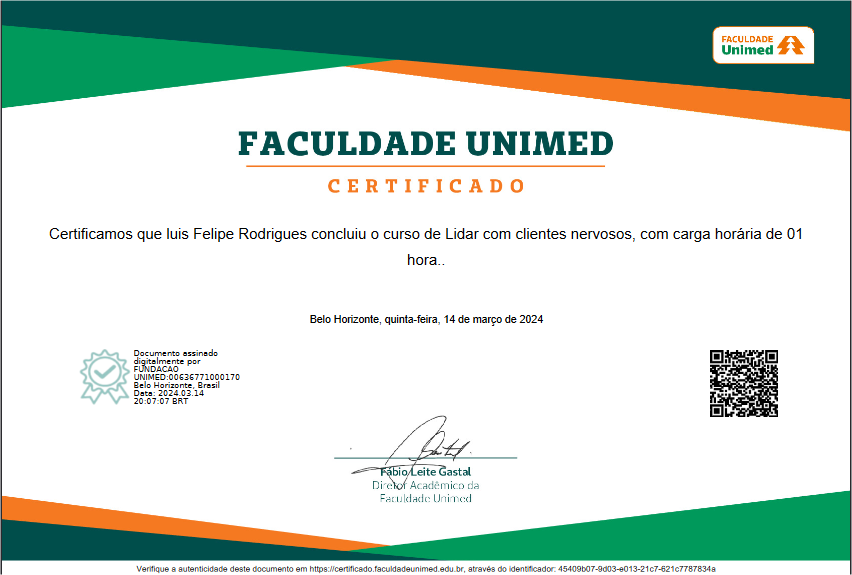 FACULDADE
Unimed
FACULDADE UNIMED
CERTIFICADO
Certificamos que luis Felipe Rodrigues concluiu o curso de Lidar com clientes nervosos, com carga horária de 01
hora..
Belo Horizonte, quinta-feira, 14 de março de 2024
Documento assinado
digitalmente por
FUNDACAO
UNIMED:00636771000170
Belo Horizonte, Brasil
Data: 2024.03.14
20:07:07 BRT
Fábio Leite Gastal
Diretor Acadêmico da
Faculdade Unimed
Verifique a autenticidade deste documento em https://certificado.faculdadeunimed.edu.br, através do identificador: 45409b07-9d03-e013-21c7-621c7787834a